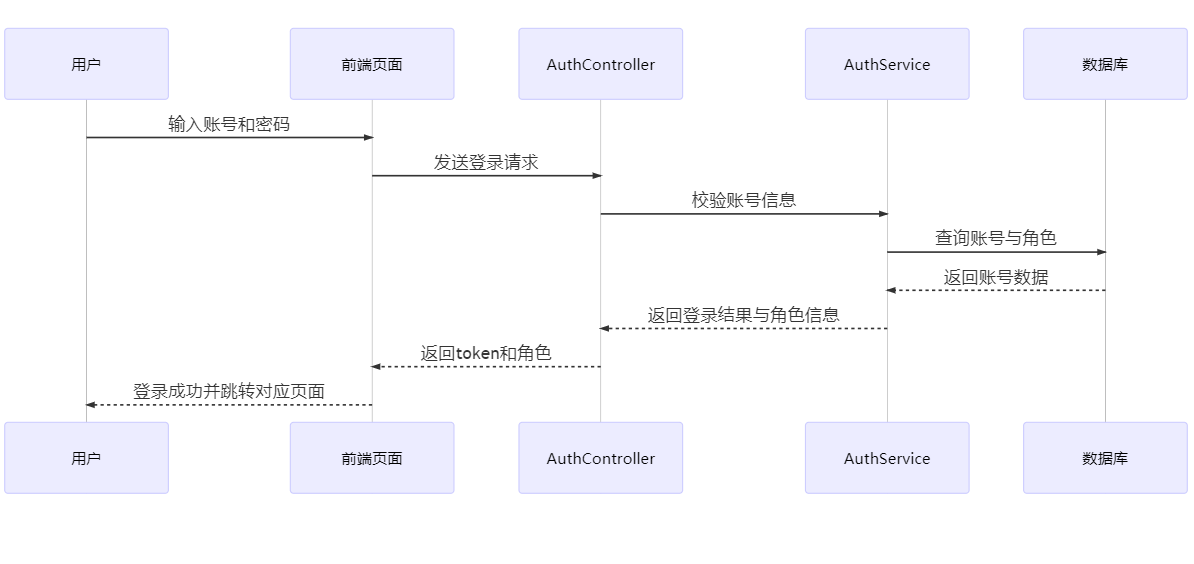 用户
前端页面
AuthController
AuthService
数据库
输入账号和密码
发送登录请求
校验账号信息
查询账号与角色
返回账号数据
返回登录结果与角色信息
返回token和角色
登录成功并跳转对应页面
用户
前端页面
AuthController
AuthService
数据库